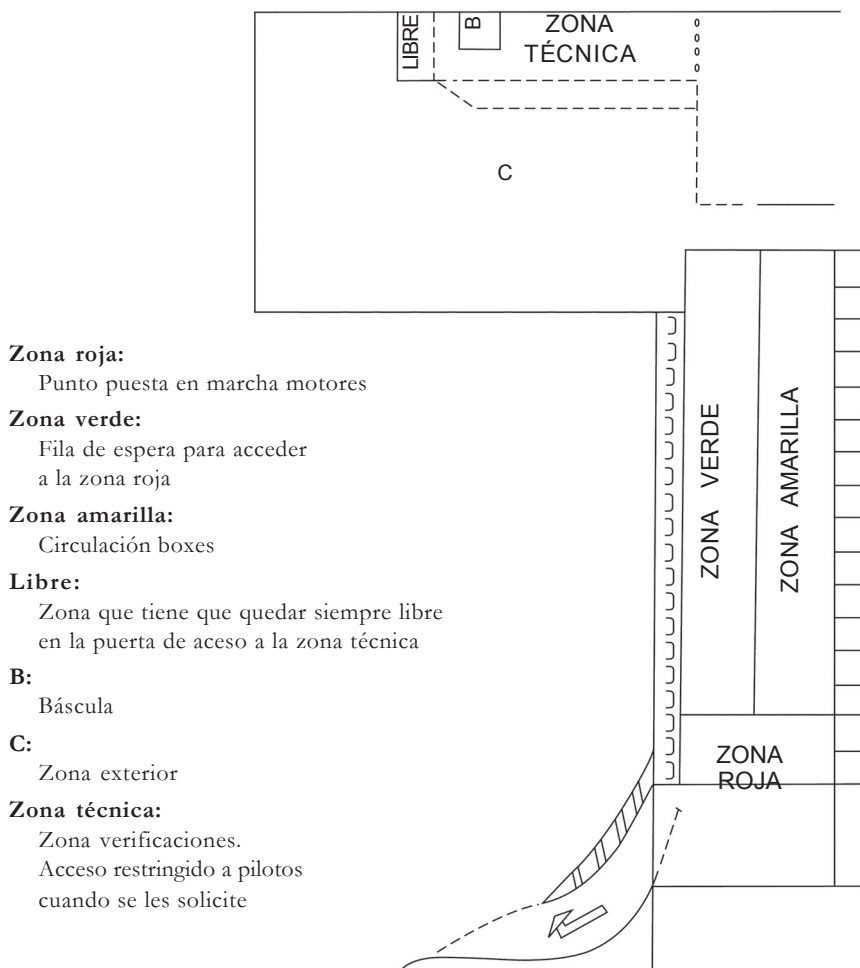 LIBRE
B
ZONA
TÉCNICA
C
Zona roja:
Punto puesta en marcha motores
Zona verde:
Fila de espera para acceder
a la zona roja
Zona amarilla:
Circulación boxes
Libre:
Zona que tiene que quedar siempre libre
en la puerta de aceso a la zona técnica
B:
Báscula
C:
Zona exterior
Zona técnica:
Zona verificaciones.
Acceso restringido a pilotos
cuando se les solicite
ZONA VERDE
ZONA AMARILLA
ZONA
ROJA